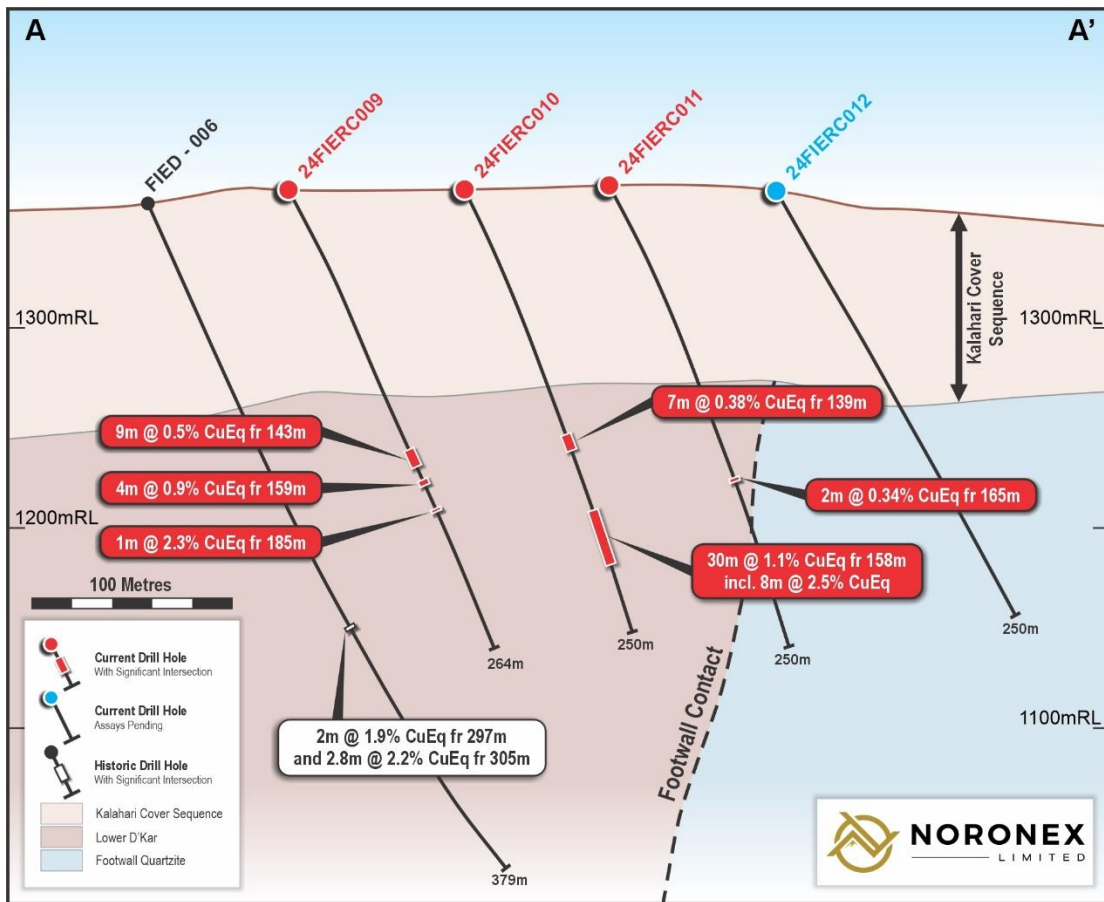 A
A'
FIED - 006
24FIERC009
24FIERC010
24FIERC011
24FIERC012
Kalahari Cover
Sequence
1300mRL
1300mRL
7m @ 0.38% CuEq fr 139m
9m @ 0.5% CuEq fr 143m
4m @ 0.9% CuEq fr 159m
2m @ 0.34% CuEq fr 165m
1200mRL
1m @ 2.3% CuEq fr 185m
30m @ 1.1% CuEq fr 158m
incl. 8m @ 2.5% CuEq
100 Metres
264m
250m
250m
250m
Footwall Contact
1100mRL
2m @ 1.9% CuEq fr 297m
and 2.8m @ 2.2% CuEq fr 305m
379m
Current Drill Hole
With Significant Intersection
Current Drill Hole
Assays Pending
Historic Drill Hole
With Significant Intersection
Kalahari Cover Sequence
Lower D'Kar
Footwall Quartzite
NORONEX
LIMITED